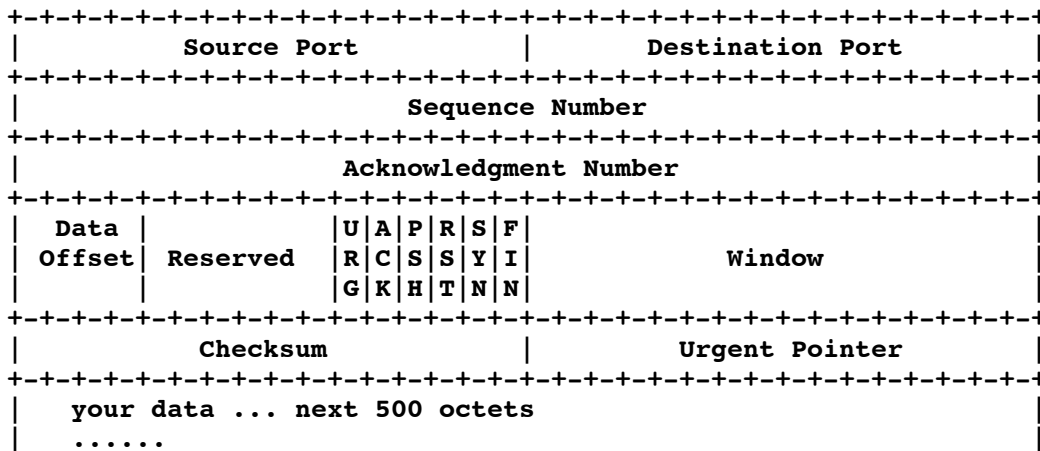 +-+-+-+-+-+-+-+-+-+-+-+-+-+-+-+-+-+-+-+-+-+-+-+-+-+-+-+-+-+-+-+-+
|          Source Port          |       Destination Port        |
+-+-+-+-+-+-+-+-+-+-+-+-+-+-+-+-+-+-+-+-+-+-+-+-+-+-+-+-+-+-+-+-+
|                        Sequence Number                        |
+-+-+-+-+-+-+-+-+-+-+-+-+-+-+-+-+-+-+-+-+-+-+-+-+-+-+-+-+-+-+-+-+
|                    Acknowledgment Number                      |
+-+-+-+-+-+-+-+-+-+-+-+-+-+-+-+-+-+-+-+-+-+-+-+-+-+-+-+-+-+-+-+-+
|  Data |           |U|A|P|R|S|F|                               |
| Offset| Reserved  |R|C|S|S|Y|I|            Window             |
|       |           |G|K|H|T|N|N|                               |
+-+-+-+-+-+-+-+-+-+-+-+-+-+-+-+-+-+-+-+-+-+-+-+-+-+-+-+-+-+-+-+-+
|           Checksum            |         Urgent Pointer        |
+-+-+-+-+-+-+-+-+-+-+-+-+-+-+-+-+-+-+-+-+-+-+-+-+-+-+-+-+-+-+-+-+
|   your data ... next 500 octets                               |
|   ......                                                      |